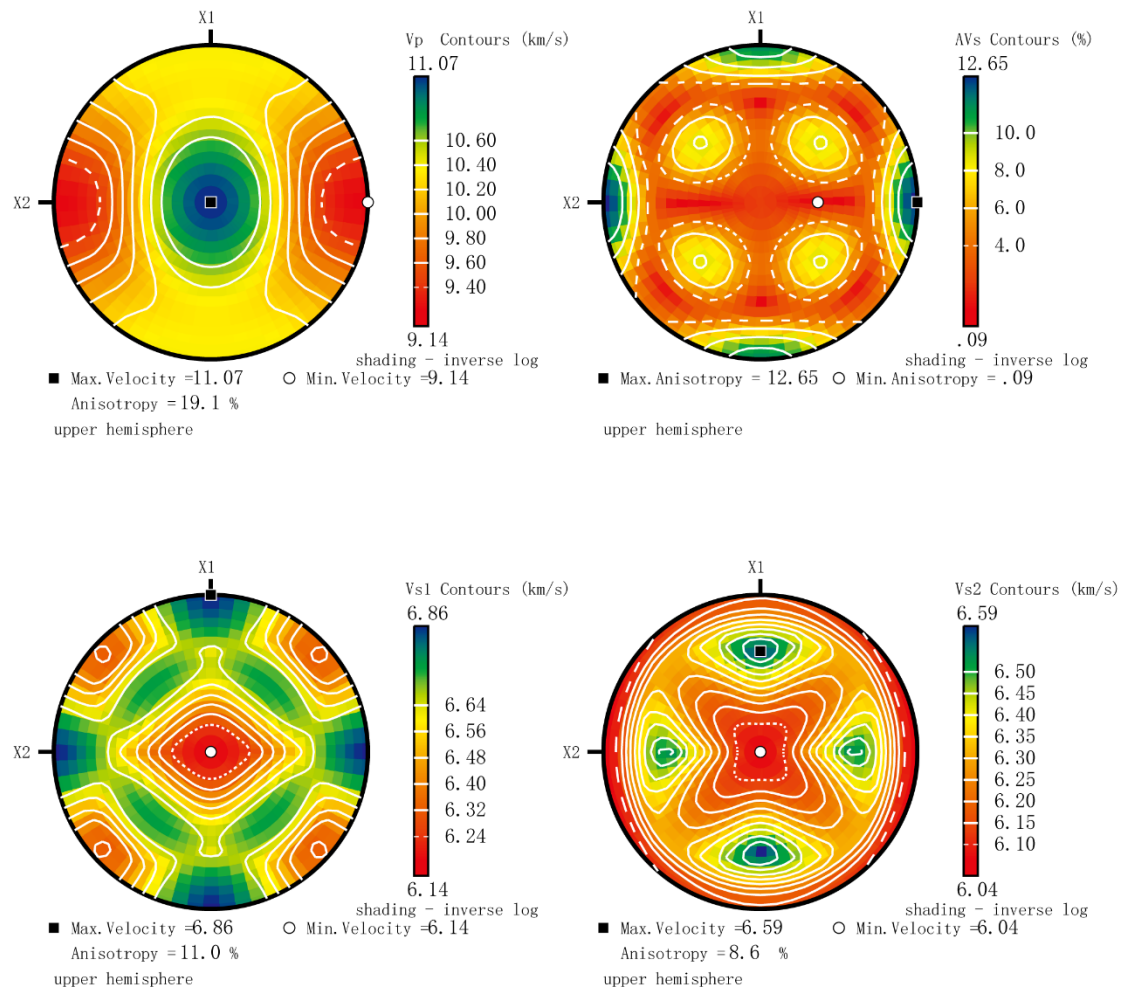 X1
Vp Contours (km/s)
11.07
X2
10.60
10.40
10.20
10.00
9.80
9.60
9.40
9.14
shading - inverse log
■ Max.Velocity =11.07 ○ Min.Velocity =9.14
Anisotropy =19.1 %
upper hemisphere
X1
AVs Contours (%)
12.65
X2
10.0
8.0
6.0
4.0
.09
shading - inverse log
■ Max.Anisotropy = 12.65 ○ Min.Anisotropy = .09
upper hemisphere
X1
Vs1 Contours (km/s)
6.86
X2
6.64
6.56
6.48
6.40
6.32
6.24
6.14
shading - inverse log
■ Max.Velocity =6.86 ○ Min.Velocity =6.14
Anisotropy =11.0 %
upper hemisphere
X1
Vs2 Contours (km/s)
6.59
X2
6.50
6.45
6.40
6.35
6.30
6.25
6.20
6.15
6.10
6.04
shading - inverse log
■ Max.Velocity =6.59 ○ Min.Velocity =6.04
Anisotropy =8.6 %
upper hemisphere